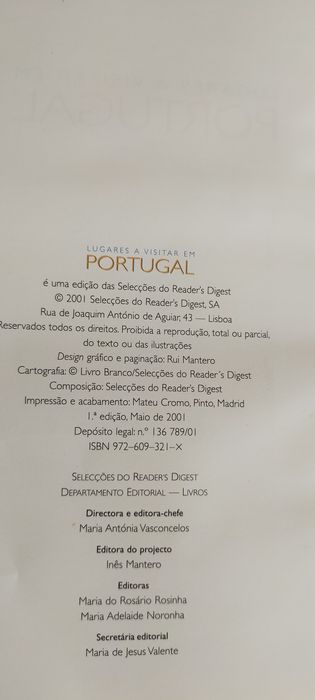 LUGARES A VISITAR EM
PORTUGAL
é uma edição das Selecções do Reader's Digest
© 2001 Selecções do Reader's Digest, SA
Rua de Joaquim António de Aguiar, 43 — Lisboa
Reservados todos os direitos. Proibida a reprodução, total ou parcial,
do texto ou das ilustrações
Design gráfico e paginação: Rui Mantero
Cartografia: © Livro Branco/Selecções do Reader's Digest
Composição: Selecções do Reader's Digest
Impressão e acabamento: Mateu Cromo, Pinto, Madrid
1.ª edição, Maio de 2001
Depósito legal: n.º 136 789/01
ISBN 972-609-321-X
SELECÇÕES DO READER'S DIGEST
DEPARTAMENTO EDITORIAL — LIVROS
Directora e editora-chefe
Maria Antónia Vasconcelos
Editora do projecto
Inês Mantero
Editoras
Maria do Rosário Rosinha
Maria Adelaide Noronha
Secretária editorial
Maria de Jesus Valente